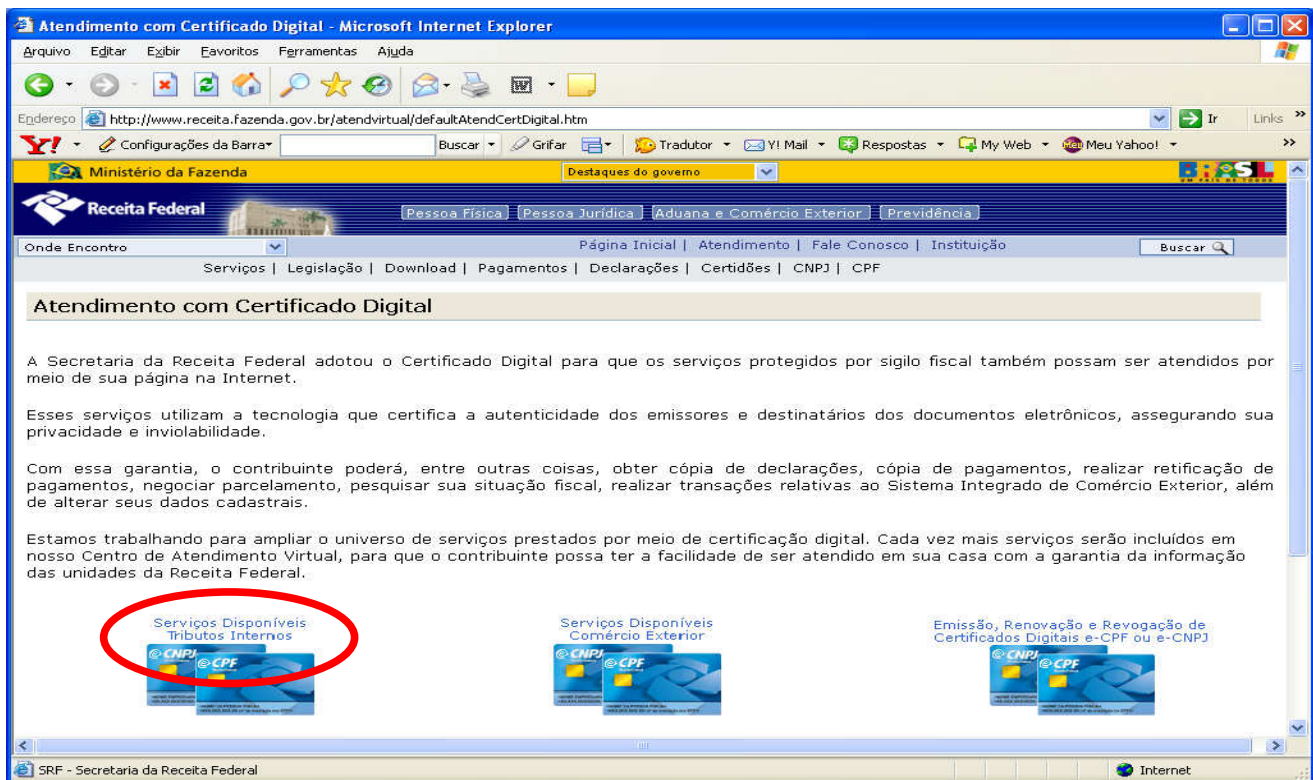 Atendimento com Certificado Digital - Microsoft Internet Explorer
Arquivo Editar Exibir Favoritos Ferramentas Ajuda
Endereço http://www.receita.fazenda.gov.br/atendvirtual/defaultAtendCertDigital.htm Ir Links »
Y! Configurações da Barra Buscar Grifar Tradutor Y! Mail Respostas My Web Meu Yahoo! »
Ministério da Fazenda Destaques do governo BRASIL
UM PAÍS DE TODOS
Receita Federal Pessoa Física Pessoa Jurídica Aduana e Comércio Exterior Previdência
Onde Encontro Página Inicial | Atendimento | Fale Conosco | Instituição Buscar
Serviços | Legislação | Download | Pagamentos | Declarações | Certidões | CNPJ | CPF
Atendimento com Certificado Digital
A Secretaria da Receita Federal adotou o Certificado Digital para que os serviços protegidos por sigilo fiscal também possam ser atendidos por
meio de sua página na Internet.
Esses serviços utilizam a tecnologia que certifica a autenticidade dos emissores e destinatários dos documentos eletrônicos, assegurando sua
privacidade e inviolabilidade.
Com essa garantia, o contribuinte poderá, entre outras coisas, obter cópia de declarações, cópia de pagamentos, realizar retificação de
pagamentos, negociar parcelamento, pesquisar sua situação fiscal, realizar transações relativas ao Sistema Integrado de Comércio Exterior, além
de alterar seus dados cadastrais.
Estamos trabalhando para ampliar o universo de serviços prestados por meio de certificação digital. Cada vez mais serviços serão incluídos em
nosso Centro de Atendimento Virtual, para que o contribuinte possa ter a facilidade de ser atendido em sua casa com a garantia da informação
das unidades da Receita Federal.
Serviços Disponíveis
Tributos Internos
e CNPJ
e CPF
Serviços Disponíveis
Comércio Exterior
e CNPJ
e CPF
Emissão, Renovação e Revogação de
Certificados Digitais e-CPF ou e-CNPJ
e CNPJ
e CPF
SRF - Secretaria da Receita Federal Internet